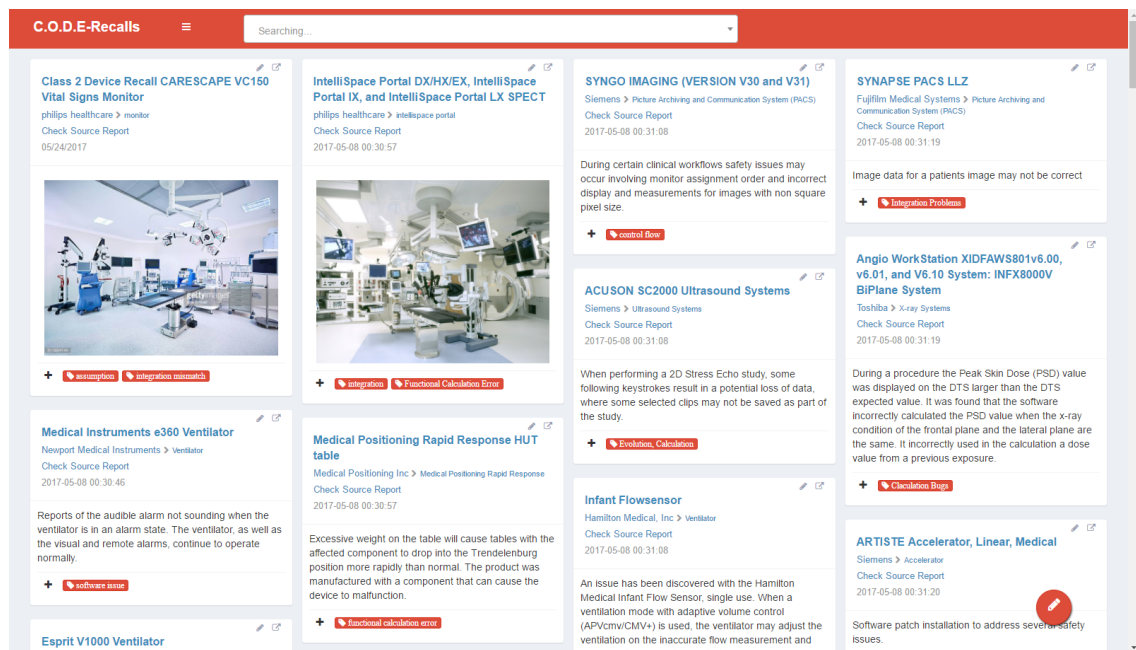 C.O.D.E-Recalls
Searching...
Class 2 Device Recall CARESCAPE VC150
Vital Signs Monitor
philips healthcare > monitor
Check Source Report
05/24/2017
assumption
integration mismatch
Medical Instruments e360 Ventilator
Newport Medical Instruments > Ventilator
Check Source Report
2017-05-08 00:30:46
Reports of the audible alarm not sounding when the
ventilator is in an alarm state. The ventilator, as well as
the visual and remote alarms, continue to operate
normally.
software issue
Esprit V1000 Ventilator
IntelliSpace Portal DX/HX/EX, IntelliSpace
Portal IX, and IntelliSpace Portal LX SPECT
philips healthcare > intellispace portal
Check Source Report
2017-05-08 00:30:57
integration
Functional Calculation Error
Medical Positioning Rapid Response HUT
table
Medical Positioning Inc > Medical Positioning Rapid Response
Check Source Report
2017-05-08 00:30:57
Excessive weight on the table will cause tables with the
affected component to drop into the Trendelenburg
position more rapidly than normal. The product was
manufactured with a component that can cause the
device to malfunction.
functional calculation error
SYNGO IMAGING (VERSION V30 and V31)
Siemens > Picture Archiving and Communication System (PACS)
Check Source Report
2017-05-08 00:31:08
During certain clinical workflows safety issues may
occur involving monitor assignment order and incorrect
display and measurements for images with non square
pixel size.
control flow
ACUSON SC2000 Ultrasound Systems
Siemens > Ultrasound Systems
Check Source Report
2017-05-08 00:31:08
When performing a 2D Stress Echo study, some
following keystrokes result in a potential loss of data,
where some selected clips may not be saved as part of
the study.
Evolution, Calculation
Infant Flowsensor
Hamilton Medical, Inc > Ventilator
Check Source Report
2017-05-08 00:31:08
An issue has been discovered with the Hamilton
Medical Infant Flow Sensor, single use. When a
ventilation mode with adaptive volume control
(APVcmv/CMV+) is used, the ventilator may adjust the
ventilation on the inaccurate flow measurement and
SYNAPSE PACS LLZ
Fujifilm Medical Systems > Picture Archiving and
Communication System (PACS)
Check Source Report
2017-05-08 00:31:19
Image data for a patients image may not be correct
Integration Problems
Angio WorkStation XIDFAWS801v6.00,
v6.01, and V6.10 System: INFX8000V
BiPlane System
Toshiba > X-ray Systems
Check Source Report
2017-05-08 00:31:19
During a procedure the Peak Skin Dose (PSD) value
was displayed on the DTS larger than the DTS
expected value. It was found that the software
incorrectly calculated the PSD value when the x-ray
condition of the frontal plane and the lateral plane are
the same. It incorrectly used in the calculation a dose
value from a previous exposure.
Claculation Bugs
ARTISTE Accelerator, Linear, Medical
Siemens > Accelerator
Check Source Report
2017-05-08 00:31:20
Software patch installation to address several safety
issues.